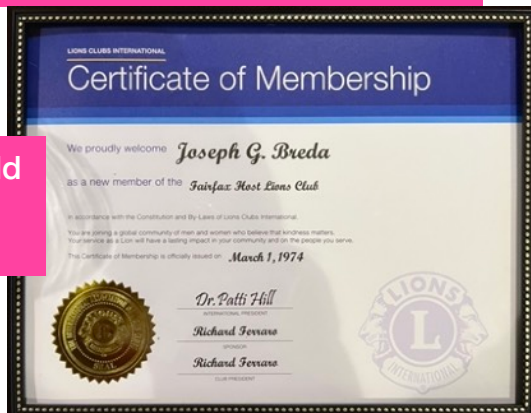 LIONS CLUBS INTERNATIONAL
Certificate of Membership
ld
We proudly welcome Joseph G. Breda
as a new member of the Fairfax Host Lions Club
In accordance with the Constitution and By-Laws of Lions Clubs International.
You are joining a global community of men and women who believe that kindness matters.
Your service as a Lion will have a lasting impact in your community and on the people you serve.
This Certificate of Membership is officially issued on March 1, 1974
Dr. Patti Hill
INTERNATIONAL PRESIDENT
Richard Ferraro
SPONSOR
Richard Ferraro
CLUB PRESIDENT
SEAL
LIONS
L
INTERNATIONAL